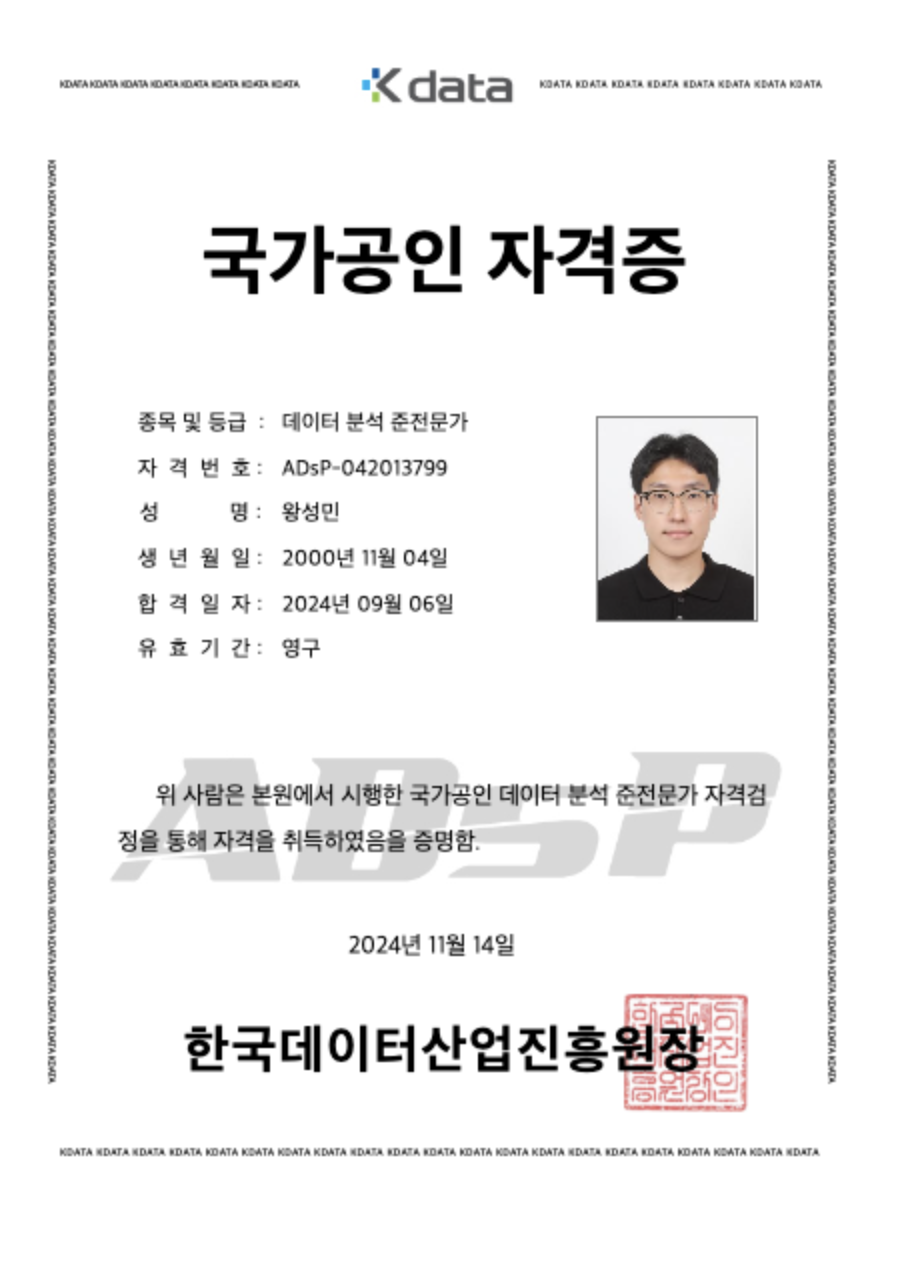 KDATA KDATA KDATA KDATA KDATA KDATA KDATA KDATA
Kdata
KDATA KDATA KDATA KDATA KDATA KDATA KDATA KDATA
국가공인 자격증
종목 및 등급 : 데이터 분석 준전문가
자 격 번 호 : ADsP-042013799
성 명 : 왕성민
생 년 월 일 : 2000년 11월 04일
합 격 일 자 : 2024년 09월 06일
유 효 기 간 : 영구
ADsP
위 사람은 본원에서 시행한 국가공인 데이터 분석 준전문가 자격검
정을 통해 자격을 취득하였음을 증명함.
2024년 11월 14일
한국데이터산업진흥원장
KDATA KDATA KDATA KDATA KDATA KDATA KDATA KDATA KDATA KDATA KDATA KDATA KDATA KDATA KDATA KDATA KDATA KDATA KDATA KDATA KDATA